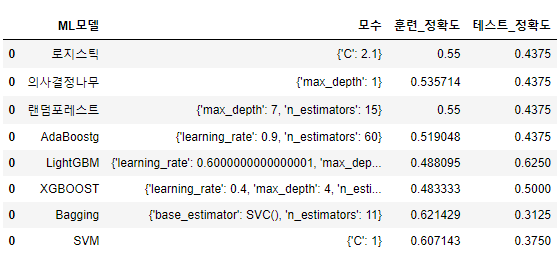 ML모델 모수 훈련_정확도 테스트_정확도
0 로지스틱 {'C': 2.1} 0.55 0.4375
0 의사결정나무 {'max_depth': 1} 0.535714 0.4375
0 랜덤포레스트 {'max_depth': 7, 'n_estimators': 15} 0.55 0.4375
0 AdaBoostg {'learning_rate': 0.9, 'n_estimators': 60} 0.519048 0.4375
0 LightGBM {'learning_rate': 0.6000000000000001, 'max_dep... 0.488095 0.6250
0 XGBOOST {'learning_rate': 0.4, 'max_depth': 4, 'n_esti... 0.483333 0.5000
0 Bagging {'base_estimator': SVC(), 'n_estimators': 11} 0.621429 0.3125
0 SVM {'C': 1} 0.607143 0.3750